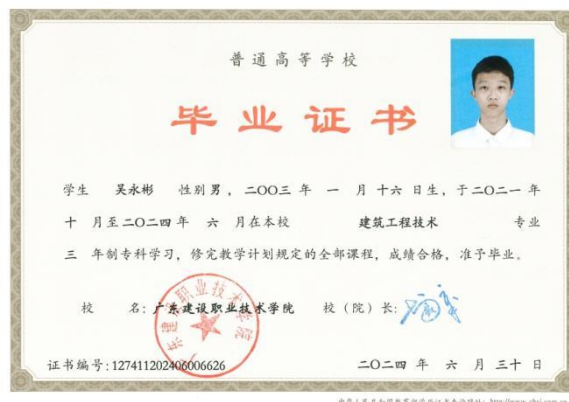 普通高等学校
毕业证书
学生 吴永彬 性别 男，二〇〇三 年 一 月 十六 日生，于二〇二一 年
十 月至二〇二四 年 六 月在本校 建筑工程技术 专业
三 年制专科学习，修完教学计划规定的全部课程，成绩合格，准予毕业。
校 名：广东建设职业技术学院 校（院）长：
证书编号：127411202406006626 二〇二四 年 六 月 三十 日